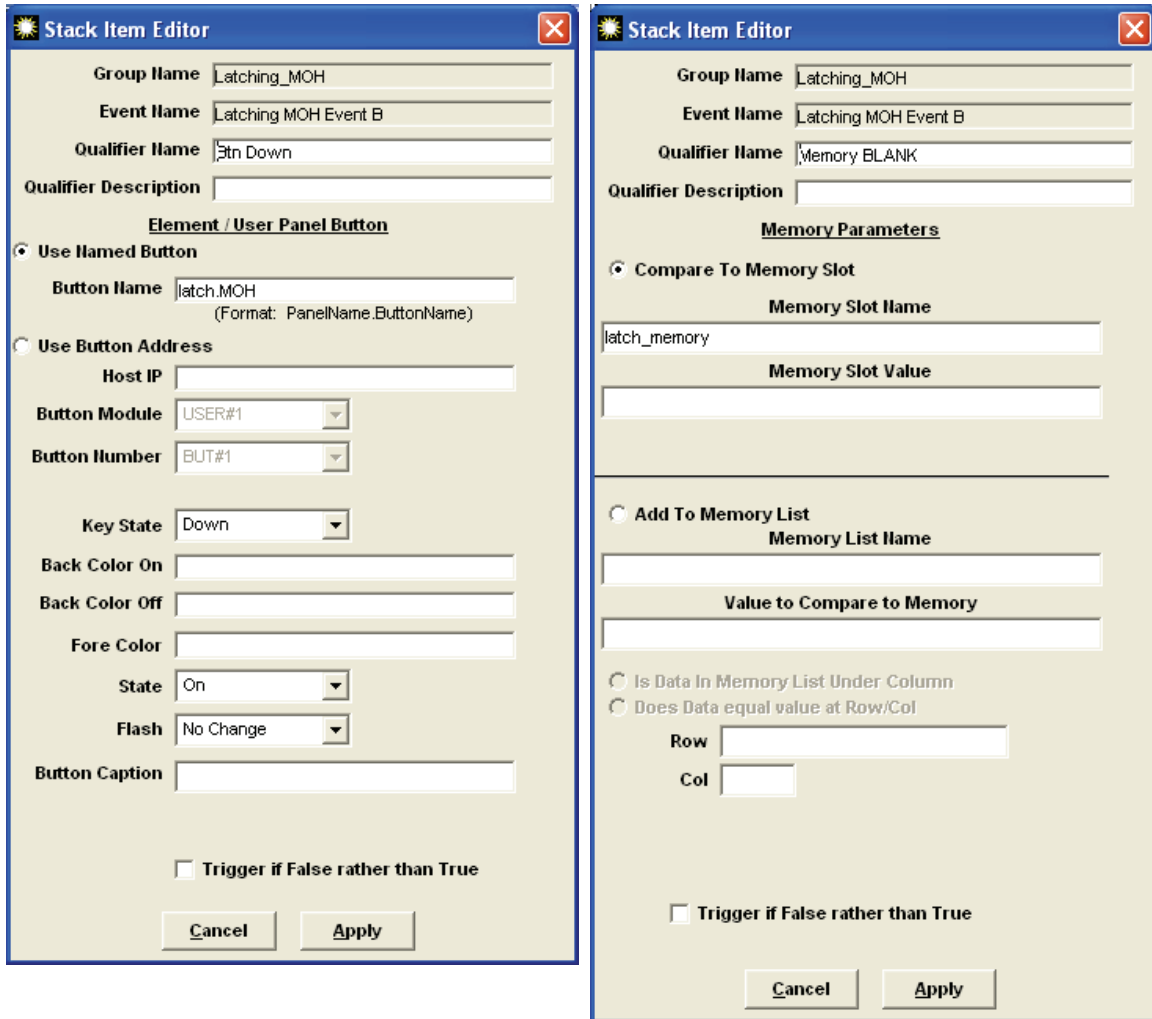 Stack Item Editor
Group Name Latching_MOH
Event Name Latching MOH Event B
Qualifier Name Btn Down
Qualifier Description
Element / User Panel Button
Use Named Button
Button Name latch.MOH
(Format: PanelName.ButtonName)
Use Button Address
Host IP
Button Module USER#1
Button Number BUT#1
Key State Down
Back Color On
Back Color Off
Fore Color
State On
Flash No Change
Button Caption
Trigger if False rather than True
Cancel Apply
Stack Item Editor
Group Name Latching_MOH
Event Name Latching MOH Event B
Qualifier Name Memory BLANK
Qualifier Description
Memory Parameters
Compare To Memory Slot
Memory Slot Name
latch_memory
Memory Slot Value
Add To Memory List
Memory List Name
Value to Compare to Memory
Is Data In Memory List Under Column
Does Data equal value at Row/Col
Row
Col
Trigger if False rather than True
Cancel Apply